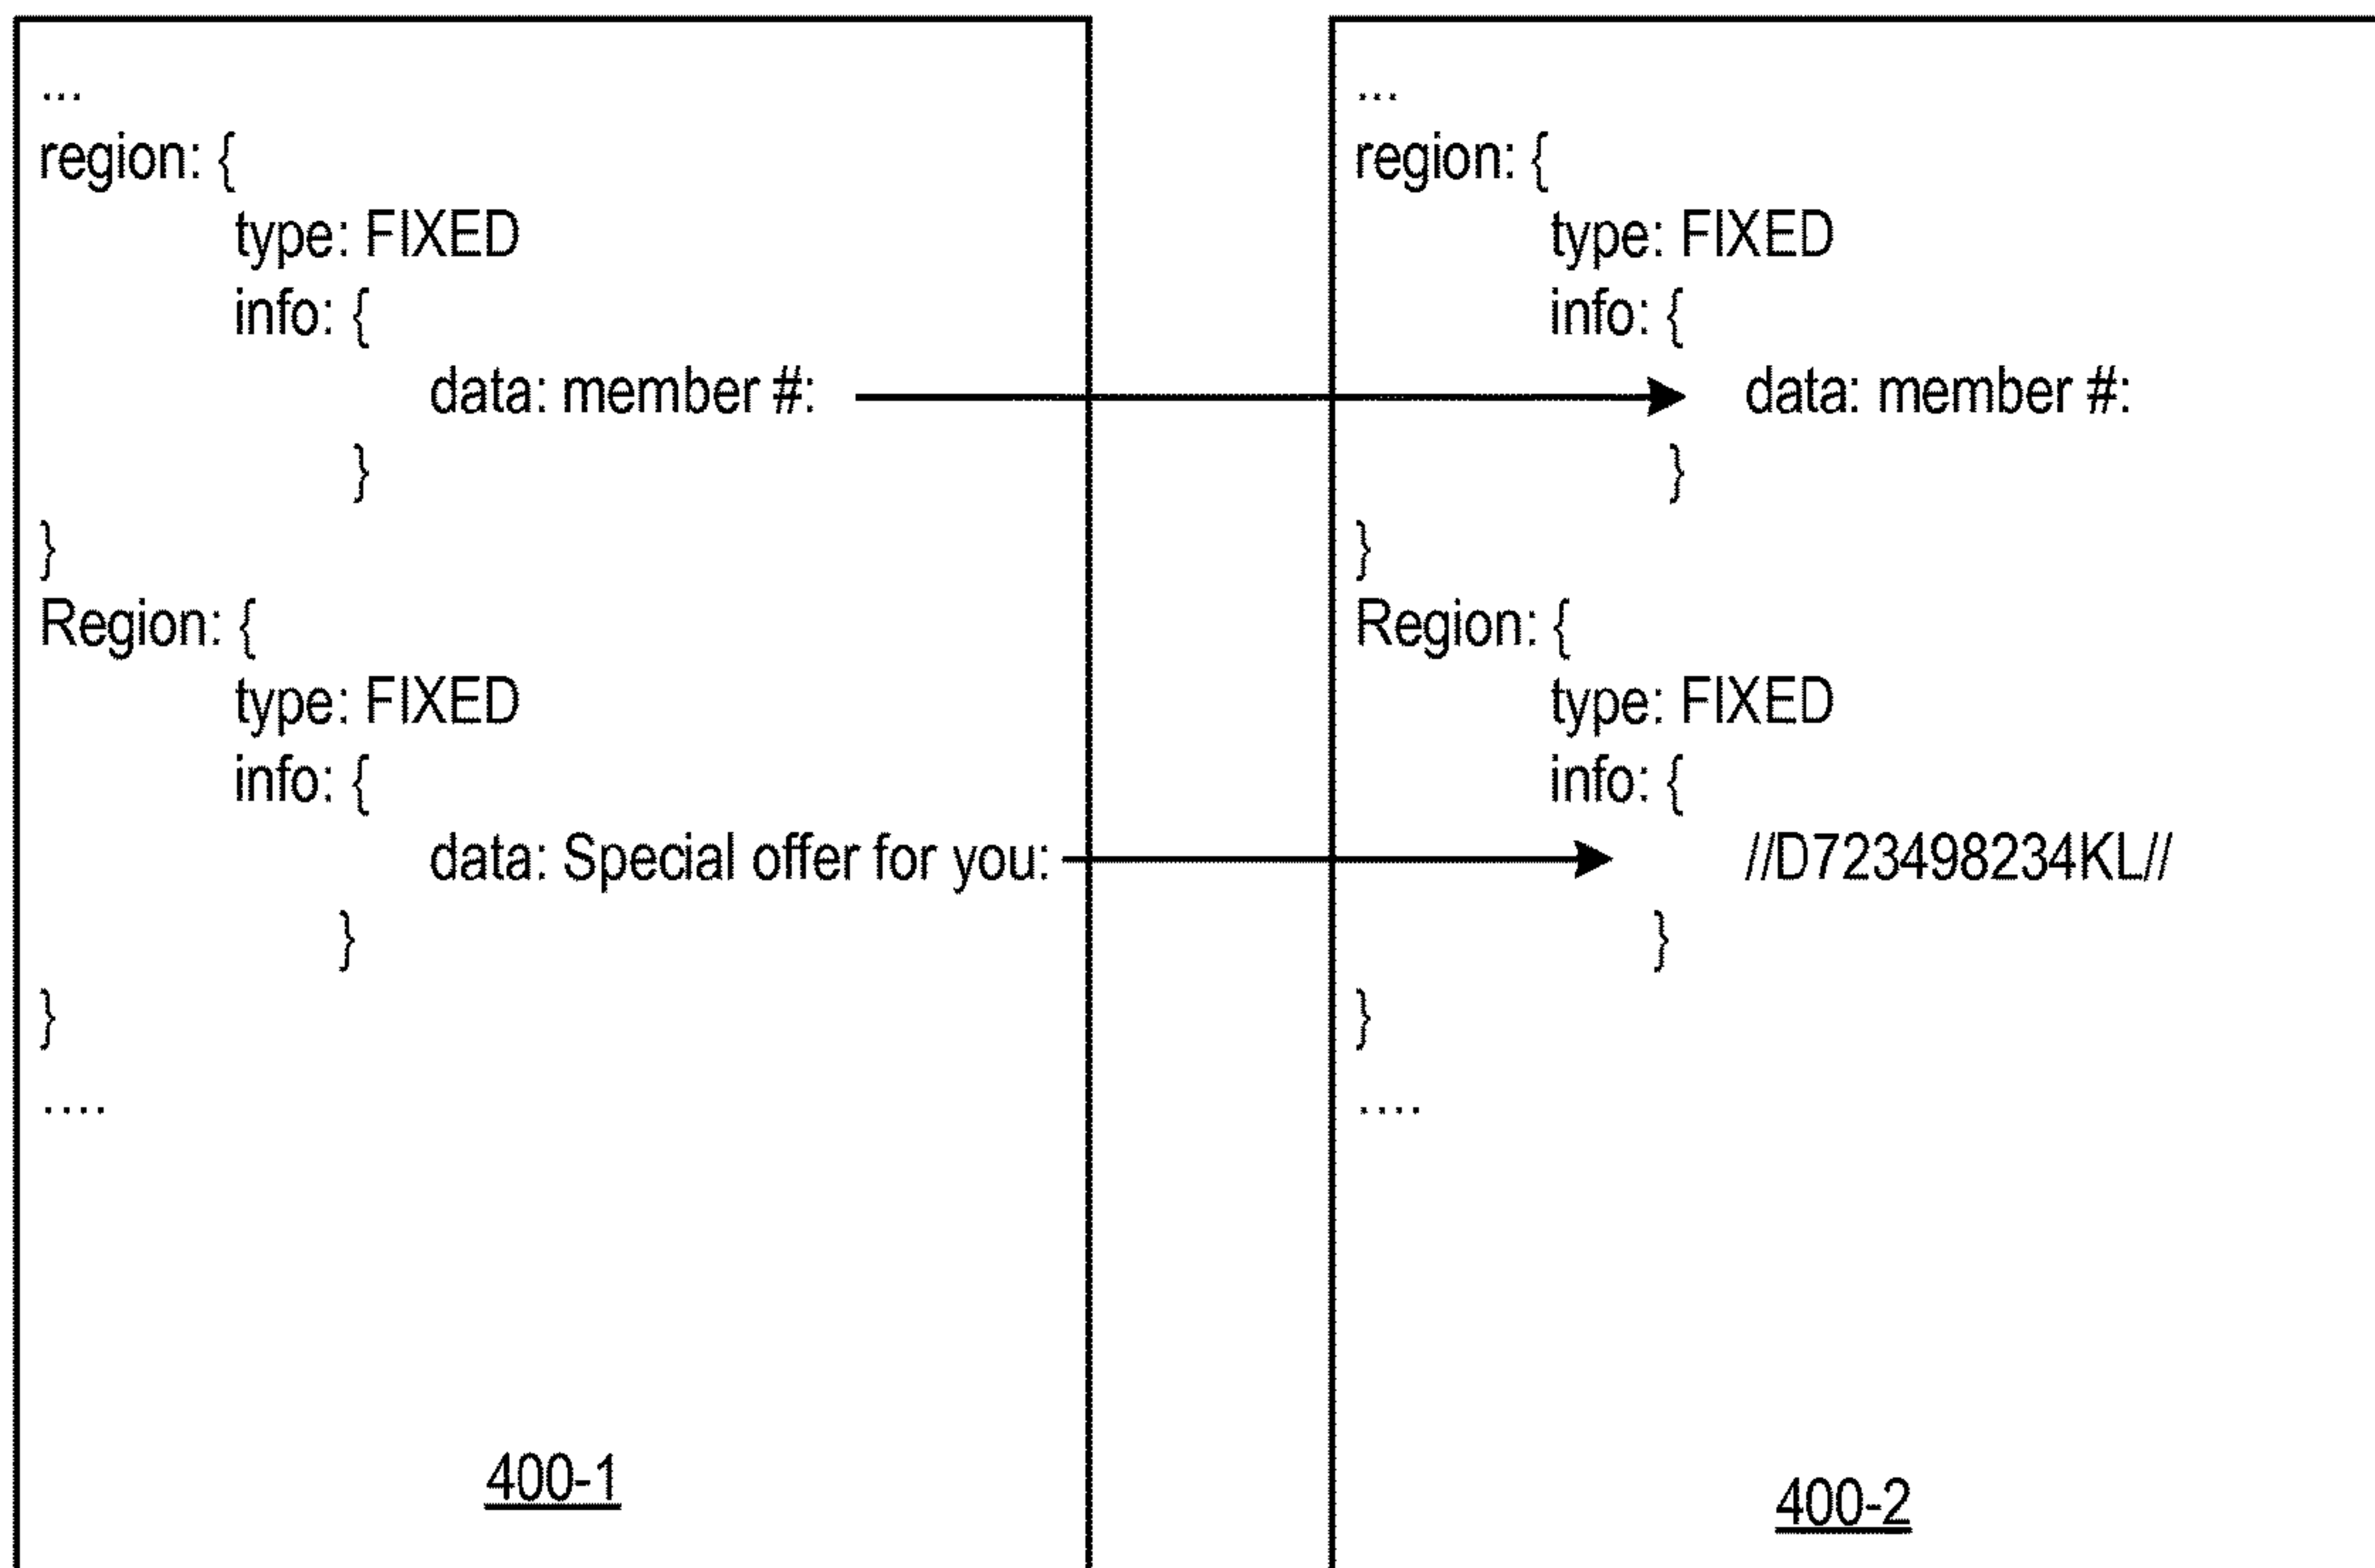 ...
region: {
type: FIXED
info: {
data: member #:
}
}
Region: {
type: FIXED
info: {
data: Special offer for you:
}
}
....
400-1
...
region: {
type: FIXED
info: {
data: member #:
}
}
Region: {
type: FIXED
info: {
//D723498234KL//
}
}
....
400-2